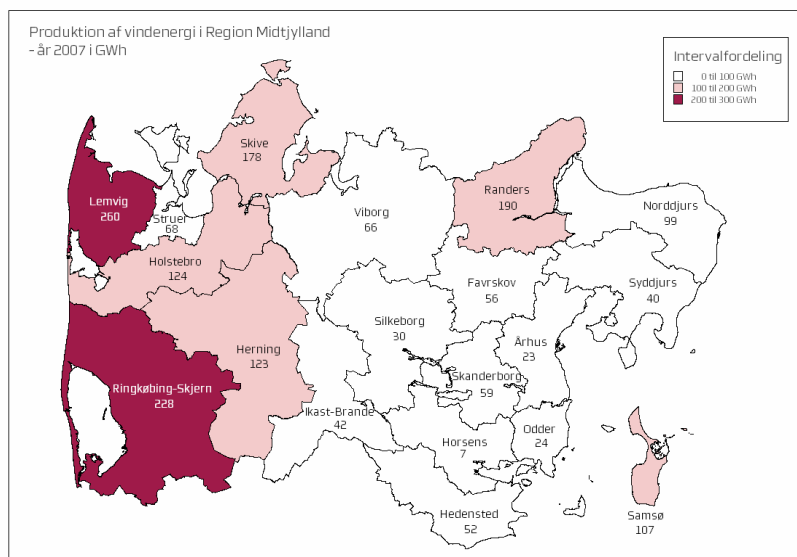 Produktion af vindenergi i Region Midtjylland
- år 2007 i GWh
Intervalfordeling
0 til 100 GWh
100 til 200 GWh
200 til 300 GWh
Skive
178
Lemvig
260
Struer
68
Viborg
66
Randers
190
Norddjurs
99
Holstebro
124
Favrskov
56
Syddjurs
40
Silkeborg
30
Århus
23
Herning
123
Skanderborg
59
Ringkøbing-Skjern
228
Ikast-Brande
42
Horsens
7
Odder
24
Hedensted
52
Samsø
107